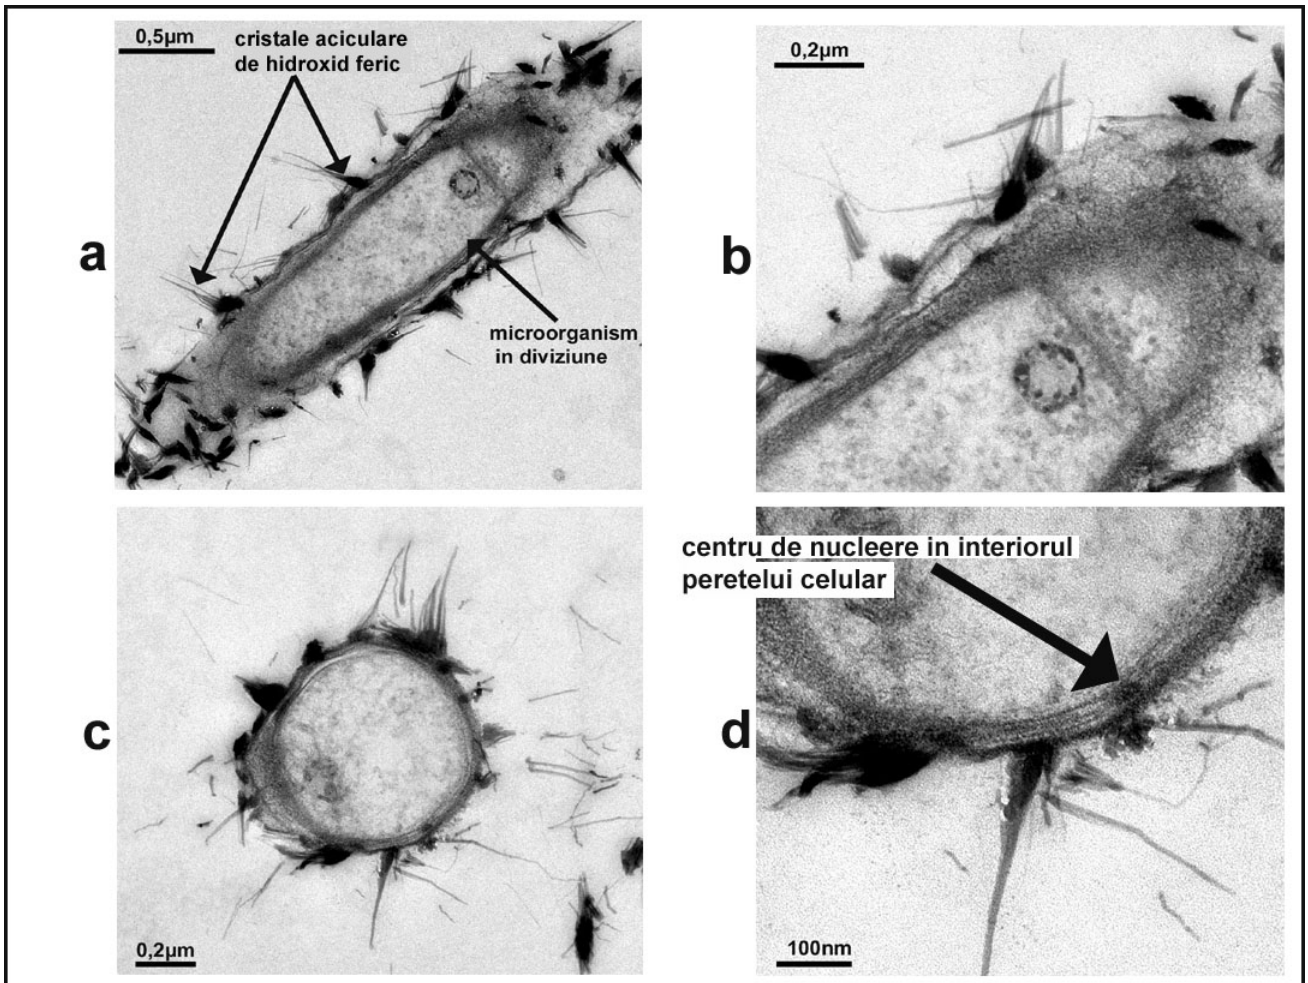 0,5µm
cristale aciculare
de hidroxid feric
a
microorganism
in diviziune
0,2µm
b
c
0,2µm
centru de nucleere in interiorul
peretelui celular
d
100nm